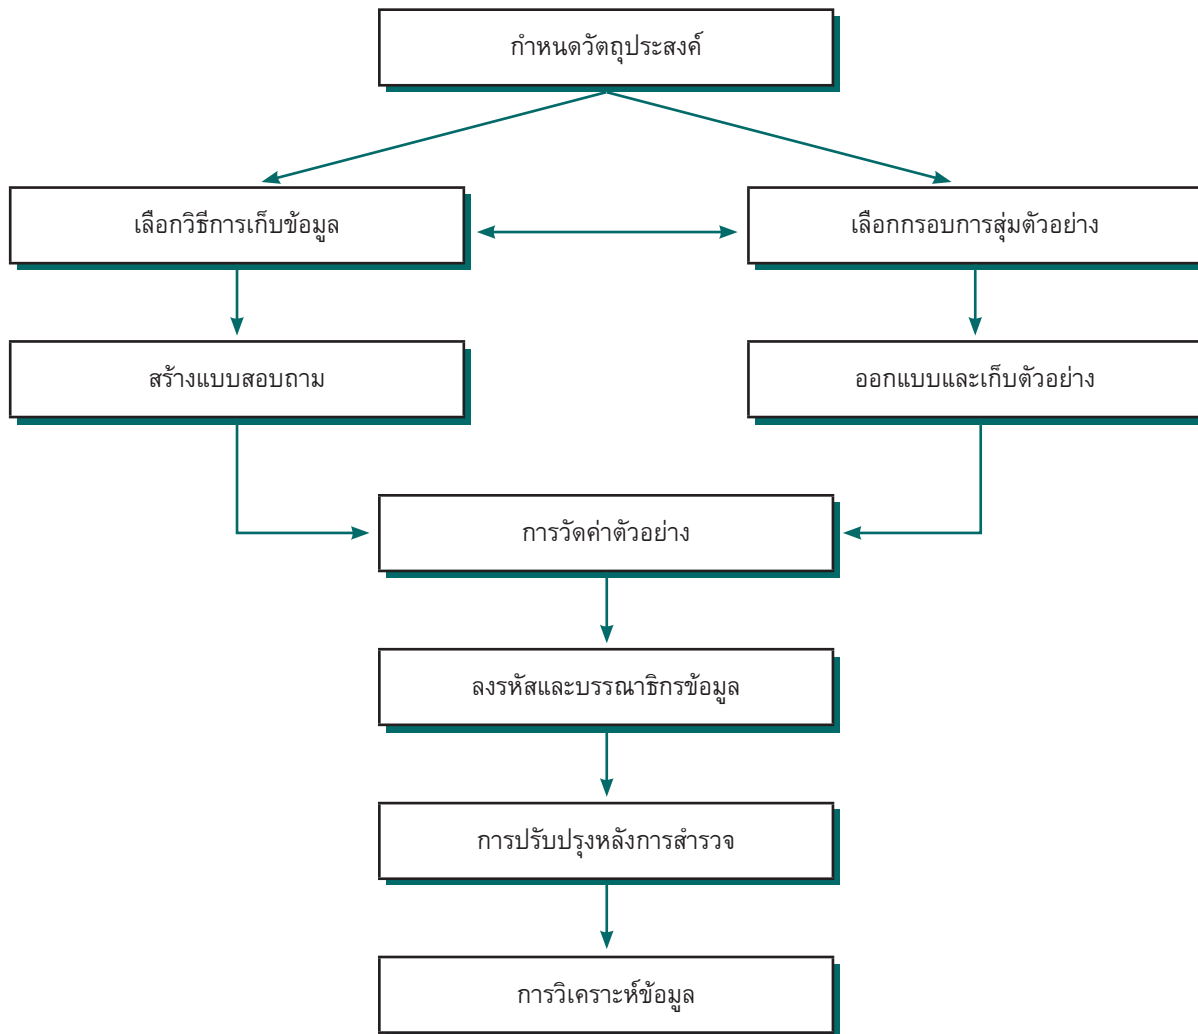 กำหนดวัตถุประสงค์
เลือกวิธีการเก็บข้อมูล
เลือกกรอบการสุ่มตัวอย่าง
สร้างแบบสอบถาม
ออกแบบและเก็บตัวอย่าง
การวัดค่าตัวอย่าง
ลงรหัสและบรรณาธิกรข้อมูล
การปรับปรุงหลังการสำรวจ
การวิเคราะห์ข้อมูล